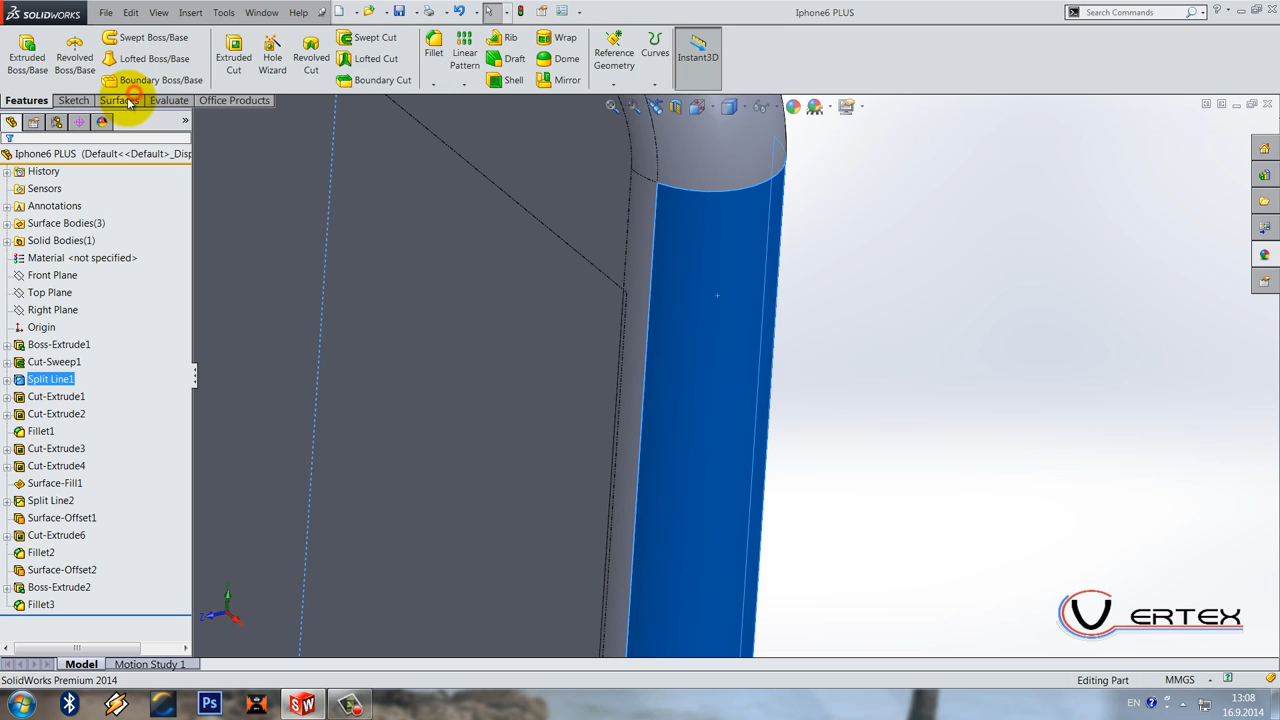 SOLIDWORKS File Edit View Insert Tools Window Help Iphone6 PLUS Search Commands
Extruded Boss/Base
Revolved Boss/Base
Swept Boss/Base
Lofted Boss/Base
Boundary Boss/Base
Extruded Cut
Hole Wizard
Revolved Cut
Swept Cut
Lofted Cut
Boundary Cut
Fillet
Linear Pattern
Rib
Draft
Shell
Wrap
Dome
Mirror
Reference Geometry
Curves
Instant3D
Features Sketch Surfaces Evaluate Office Products
Iphone6 PLUS (Default<<Default>_Disp
History
Sensors
Annotations
Surface Bodies(3)
Solid Bodies(1)
Material <not specified>
Front Plane
Top Plane
Right Plane
Origin
Boss-Extrude1
Cut-Sweep1
Split Line1
Cut-Extrude1
Cut-Extrude2
Fillet1
Cut-Extrude3
Cut-Extrude4
Surface-Fill1
Split Line2
Surface-Offset1
Cut-Extrude6
Fillet2
Surface-Offset2
Boss-Extrude2
Fillet3
Z
VERTEX
Model Motion Study 1
SolidWorks Premium 2014 Editing Part MMGS
Ps SW EN 13:08
16.9.2014